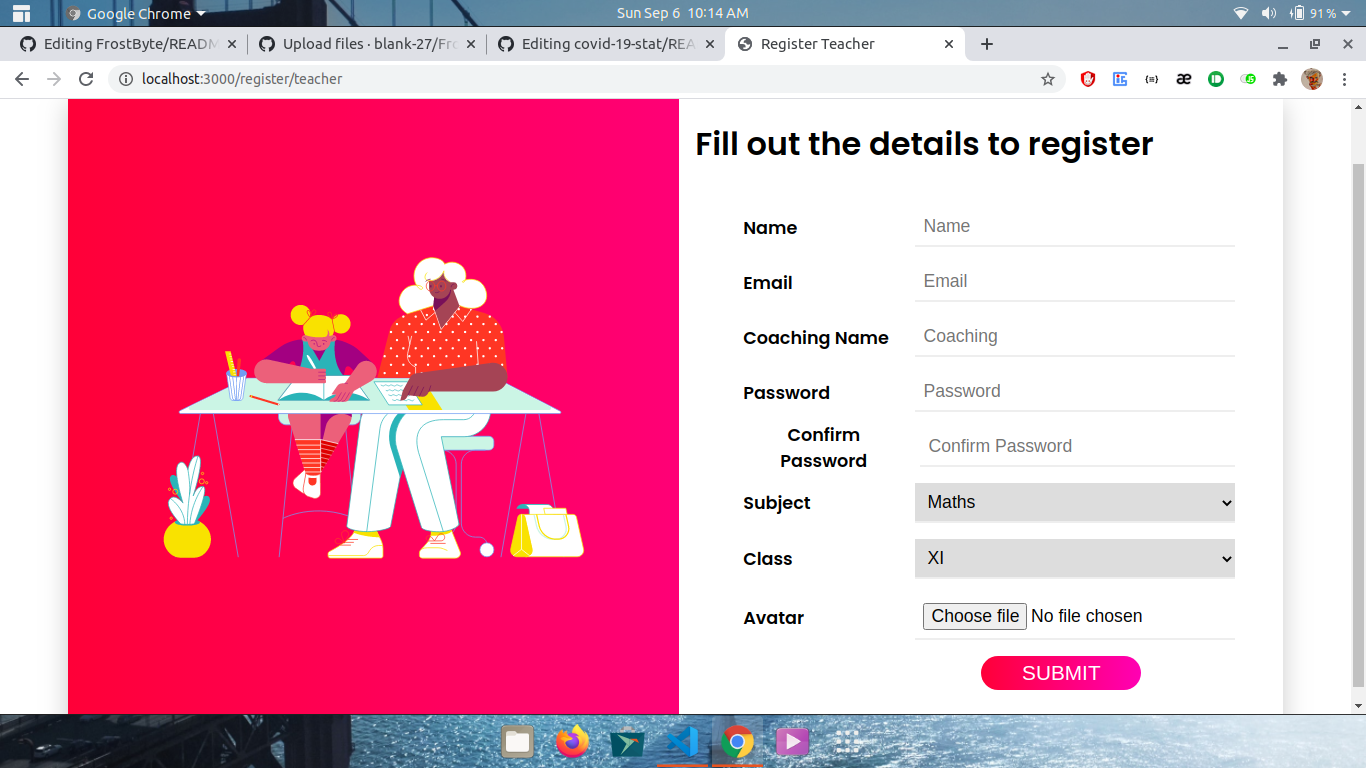 Google Chrome
Sun Sep 6 10:14 AM
91 %
Editing FrostByte/READM
Upload files · blank-27/Fro
Editing covid-19-stat/REA
Register Teacher
localhost:3000/register/teacher
Fill out the details to register
Name Name
Email Email
Coaching Name Coaching
Password Password
Confirm
Password
Confirm Password
Subject Maths
Class XI
Avatar Choose file No file chosen
SUBMIT